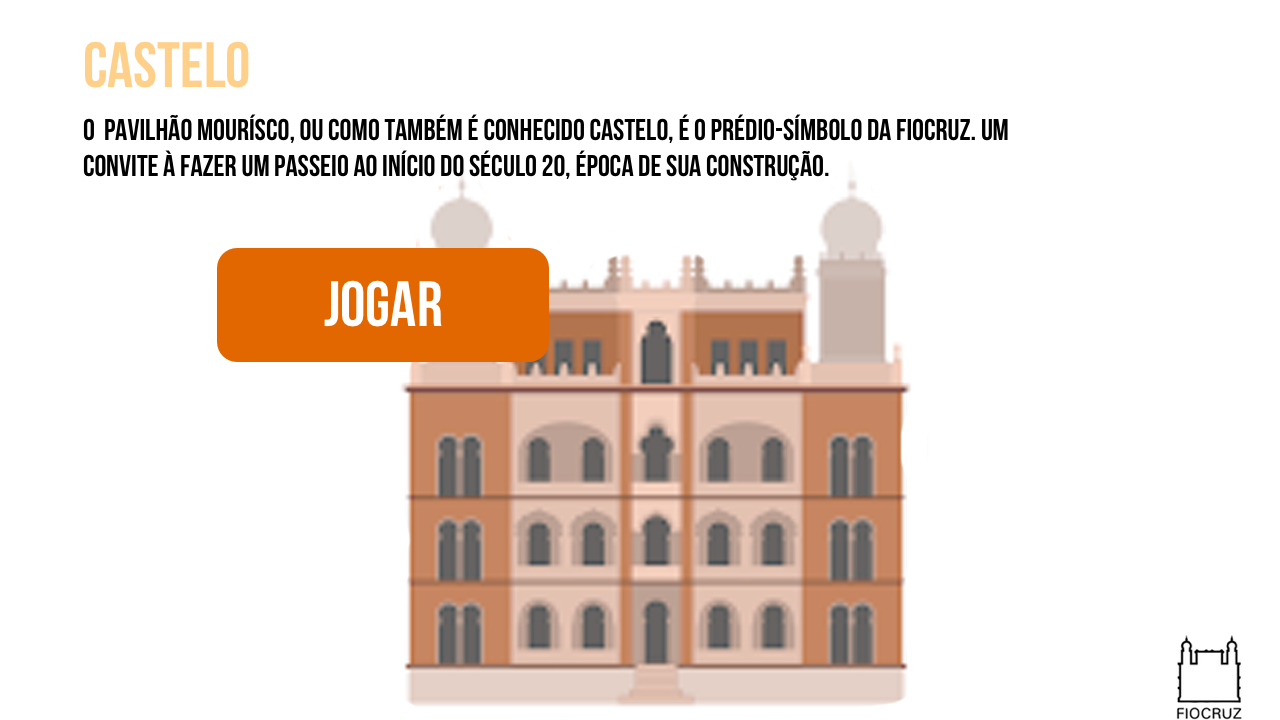 CASTELO
O PAVILHÃO MOURÍSCO, OU COMO TAMBÉM É CONHECIDO CASTELO, É O PRÉDIO-SÍMBOLO DA FIOCRUZ. UM
CONVITE À FAZER UM PASSEIO AO INÍCIO DO SÉCULO 20, ÉPOCA DE SUA CONSTRUÇÃO.
JOGAR
FIOCRUZ